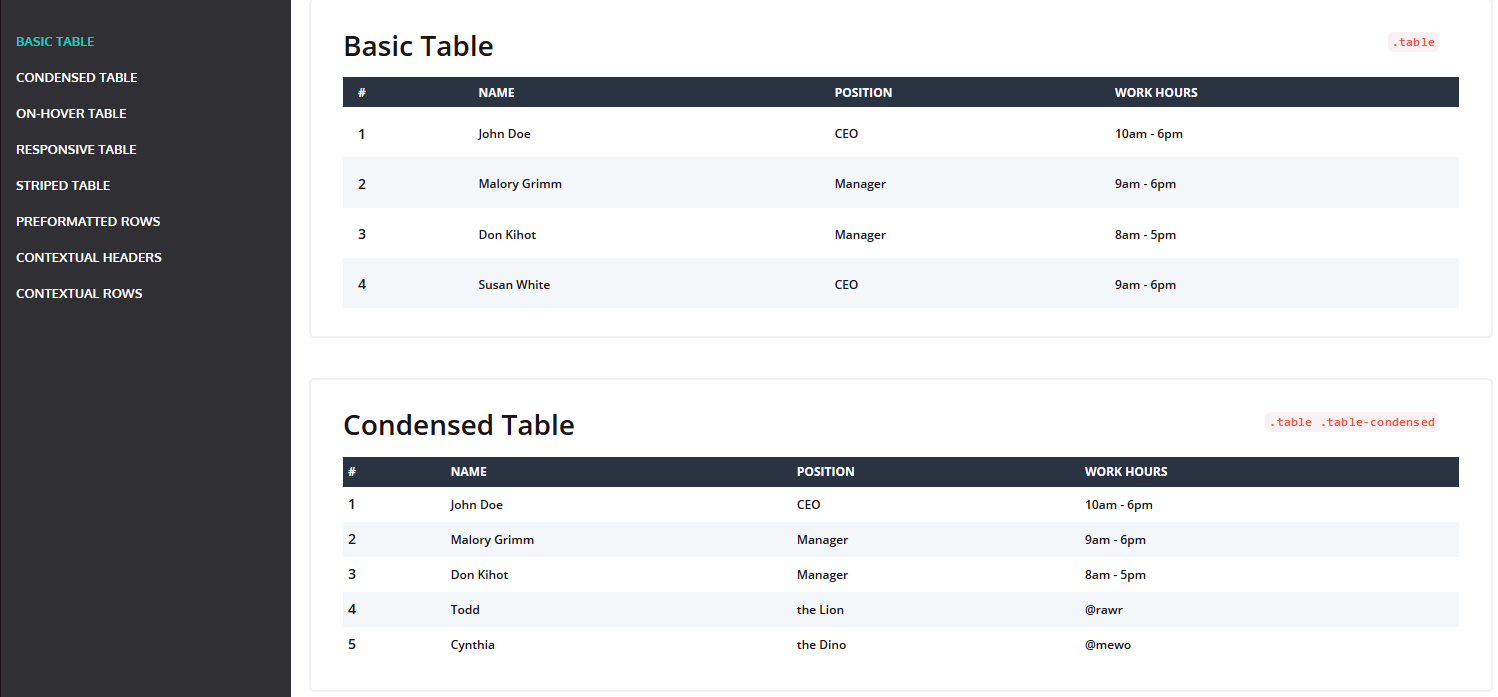 BASIC TABLE
CONDENSED TABLE
ON-HOVER TABLE
RESPONSIVE TABLE
STRIPED TABLE
PREFORMATTED ROWS
CONTEXTUAL HEADERS
CONTEXTUAL ROWS
Basic Table .table
# NAME POSITION WORK HOURS
1 John Doe CEO 10am - 6pm
2 Malory Grimm Manager 9am - 6pm
3 Don Kihot Manager 8am - 5pm
4 Susan White CEO 9am - 6pm
Condensed Table .table .table-condensed
# NAME POSITION WORK HOURS
1 John Doe CEO 10am - 6pm
2 Malory Grimm Manager 9am - 6pm
3 Don Kihot Manager 8am - 5pm
4 Todd the Lion @rawr
5 Cynthia the Dino @mewo